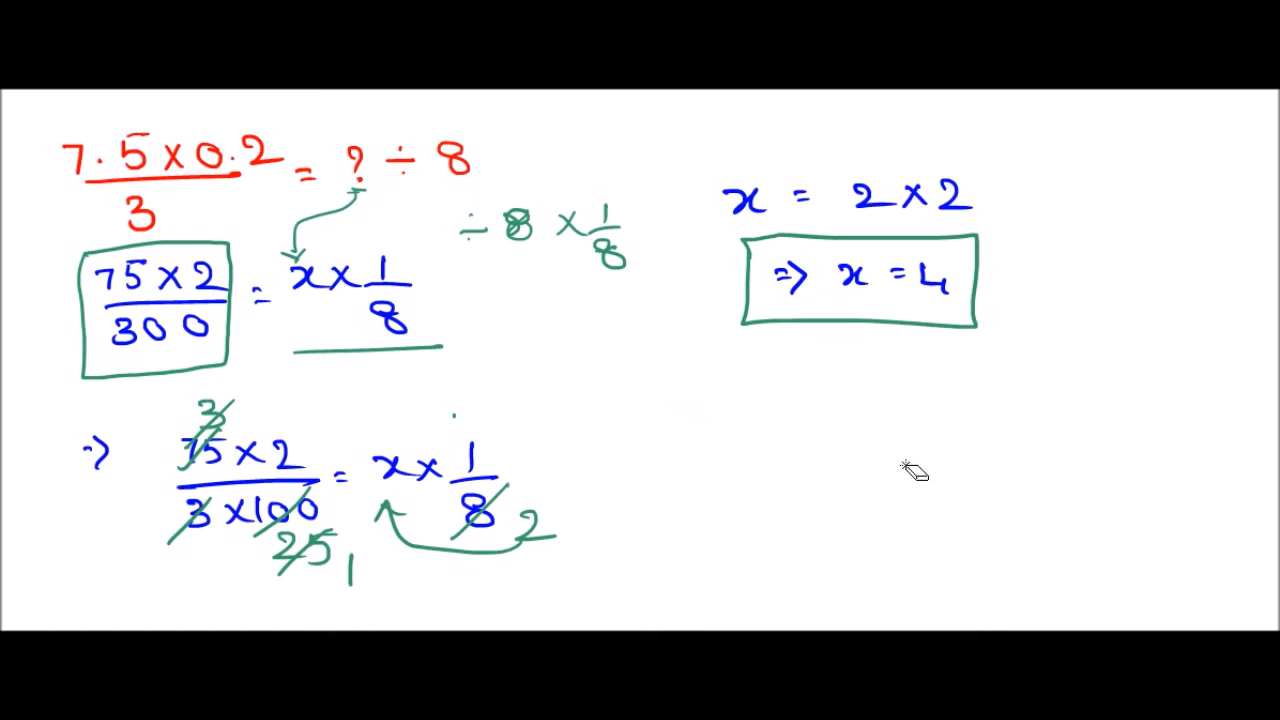 7.5 × 0.2 / 3 = ? ÷ 8
÷ 8 × 1/8
75 × 2 / 300 = x × 1/8
⇒ 75 × 2 / 3 × 100 = x × 1/8
3
25 1
2
x = 2 × 2
⇒ x = 4